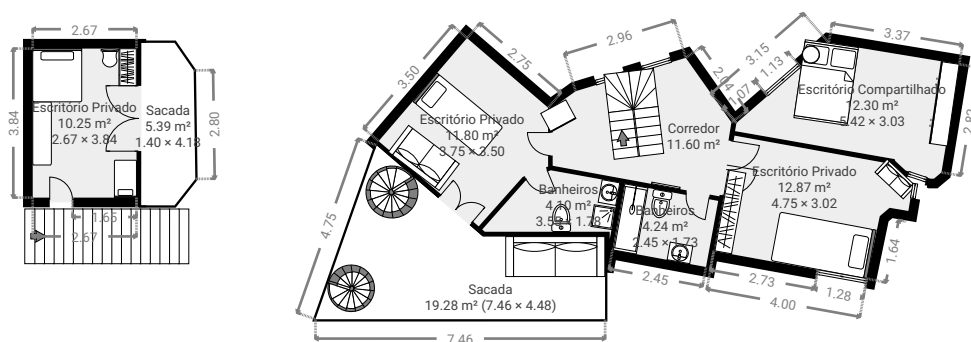 2.67
3.84
Escritório Privado
10.25 m²
2.67 × 3.84
Sacada
5.39 m²
1.40 × 4.18
2.80
1.65
2.67
3.50
2.75
2.96
2.04
1.07
1.13
3.15
3.37
2.82
Escritório Privado
11.80 m²
3.75 × 3.50
Corredor
11.60 m²
Escritório Compartilhado
12.30 m²
5.42 × 3.03
Escritório Privado
12.87 m²
4.75 × 3.02
Banheiros
4.10 m²
Banheiros
4.24 m²
2.45 × 1.73
4.75
1.64
2.45
2.73
1.28
4.00
Sacada
19.28 m² (7.46 × 4.48)
7.46